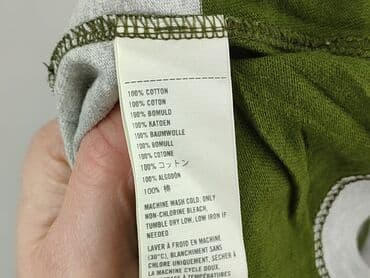 100% COTTON
100% COTON
100% BOMULD
100% KATOEN
100% BAUMWOLLE
100% BOMULL
100% COTONE
100% コットン
100% ALGODÓN
100% 棉
MACHINE WASH COLD, ONLY
NON-CHLORINE BLEACH,
TUMBLE DRY LOW, LOW IRON IF
NEEDED
LAVER À FROID EN MACHINE
(30°C), BLANCHIMENT SANS
CHLORE UNIQUEMENT, SÉCHER À
LA MACHINE CYCLE DOUX,
À TEMPÉRATURES